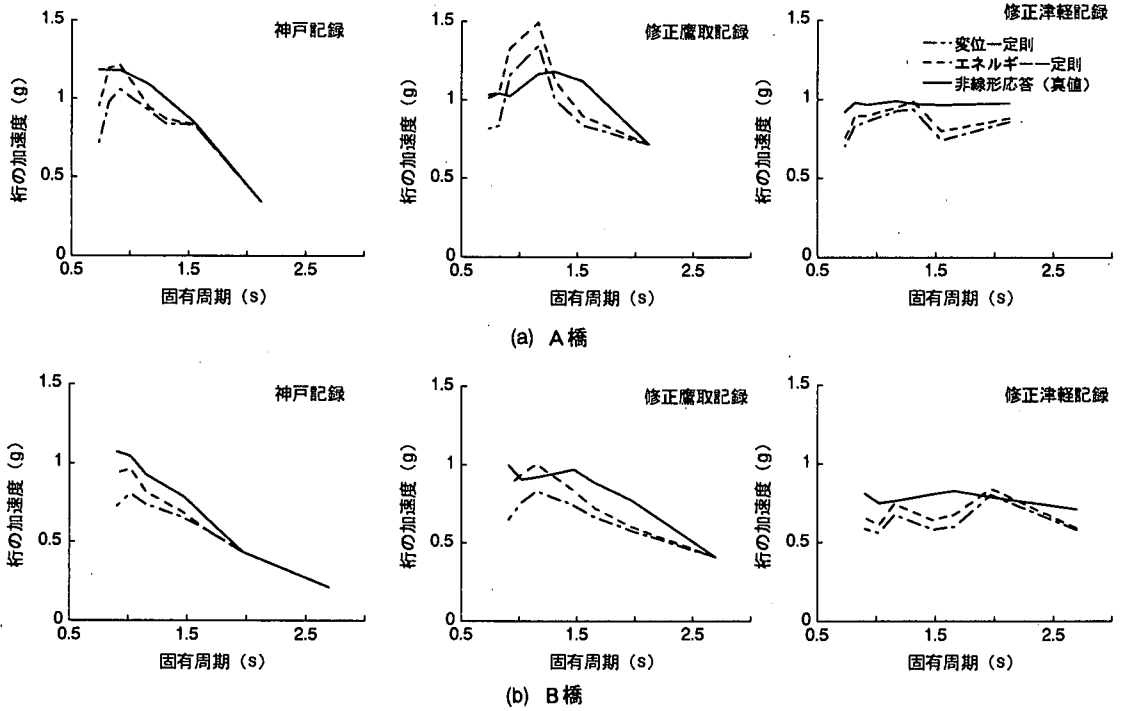 神戸記録
桁の加速度 (g)
1.5
1
0.5
0
0.5
1.5
2.5
固有周期 (s)
修正鷹取記録
桁の加速度 (g)
1.5
1
0.5
0
0.5
1.5
2.5
固有周期 (s)
修正津軽記録
変位一定則
エネルギー一定則
非線形応答 (真値)
桁の加速度 (g)
1.5
1
0.5
0
0.5
1.5
2.5
固有周期 (s)
(a) A橋
神戸記録
桁の加速度 (g)
1.5
1
0.5
0
0.5
1.5
2.5
固有周期 (s)
修正鷹取記録
桁の加速度 (g)
1.5
1
0.5
0
0.5
1.5
2.5
固有周期 (s)
修正津軽記録
桁の加速度 (g)
1.5
1
0.5
0
0.5
1.5
2.5
固有周期 (s)
(b) B橋